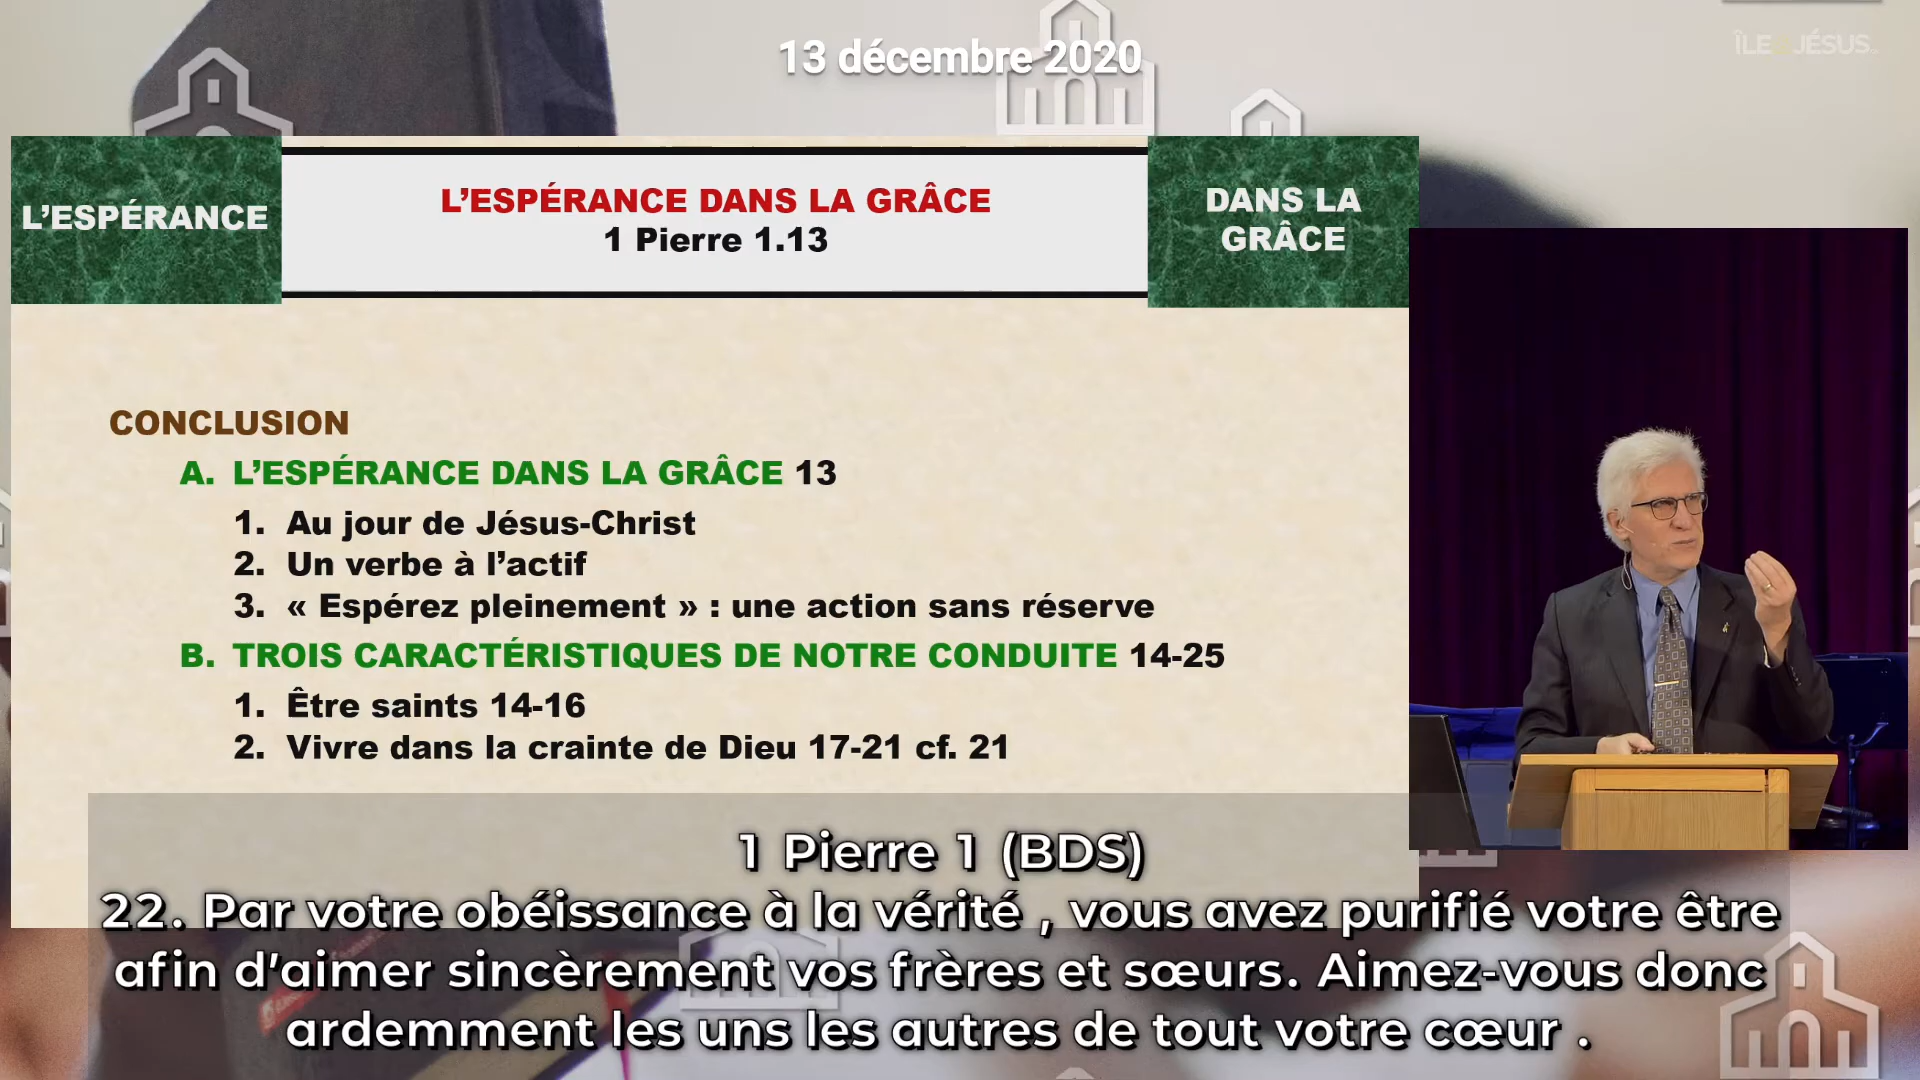 13 décembre 2020
L'ESPÉRANCE
L'ESPÉRANCE DANS LA GRÂCE
1 Pierre 1.13
DANS LA
GRÂCE
CONCLUSION
A. L'ESPÉRANCE DANS LA GRÂCE 13
1. Au jour de Jésus-Christ
2. Un verbe à l'actif
3. « Espérez pleinement » : une action sans réserve
B. TROIS CARACTÉRISTIQUES DE NOTRE CONDUITE 14-25
1. Être saints 14-16
2. Vivre dans la crainte de Dieu 17-21 cf. 21
1 Pierre 1 (BDS)
22. Par votre obéissance à la vérité , vous avez purifié votre être
afin d'aimer sincèrement vos frères et sœurs. Aimez-vous donc
ardemment les uns les autres de tout votre cœur .